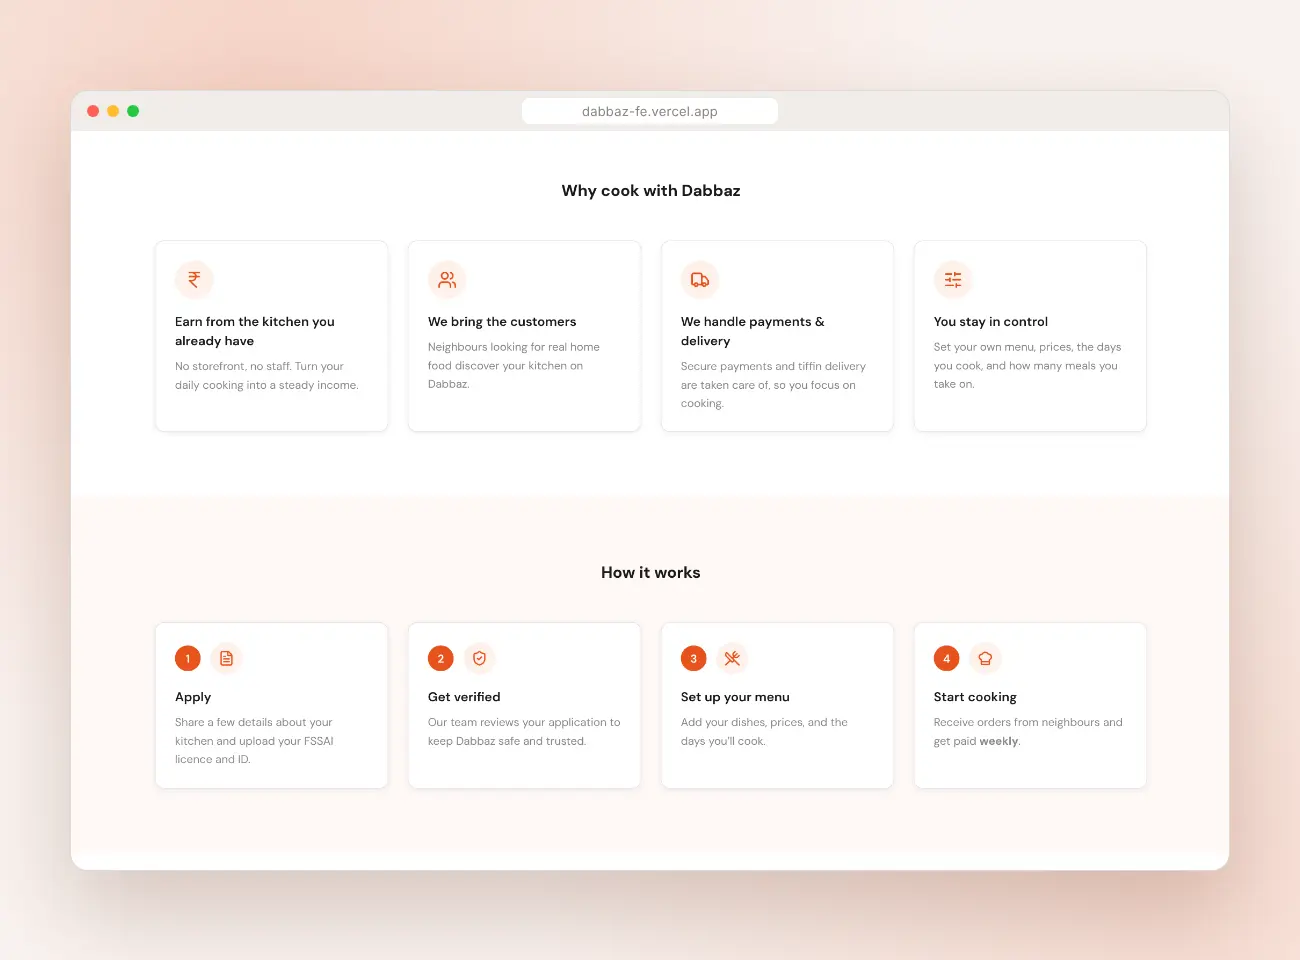 dabbaz-fe.vercel.app
Why cook with Dabbaz
Earn from the kitchen you
already have
No storefront, no staff. Turn your
daily cooking into a steady income.
We bring the customers
Neighbours looking for real home
food discover your kitchen on
Dabbaz.
We handle payments &
delivery
Secure payments and tiffin delivery
are taken care of, so you focus on
cooking.
You stay in control
Set your own menu, prices, the days
you cook, and how many meals you
take on.
How it works
1
Apply
Share a few details about your
kitchen and upload your FSSAI
licence and ID.
2
Get verified
Our team reviews your application to
keep Dabbaz safe and trusted.
3
Set up your menu
Add your dishes, prices, and the
days you'll cook.
4
Start cooking
Receive orders from neighbours and
get paid weekly.